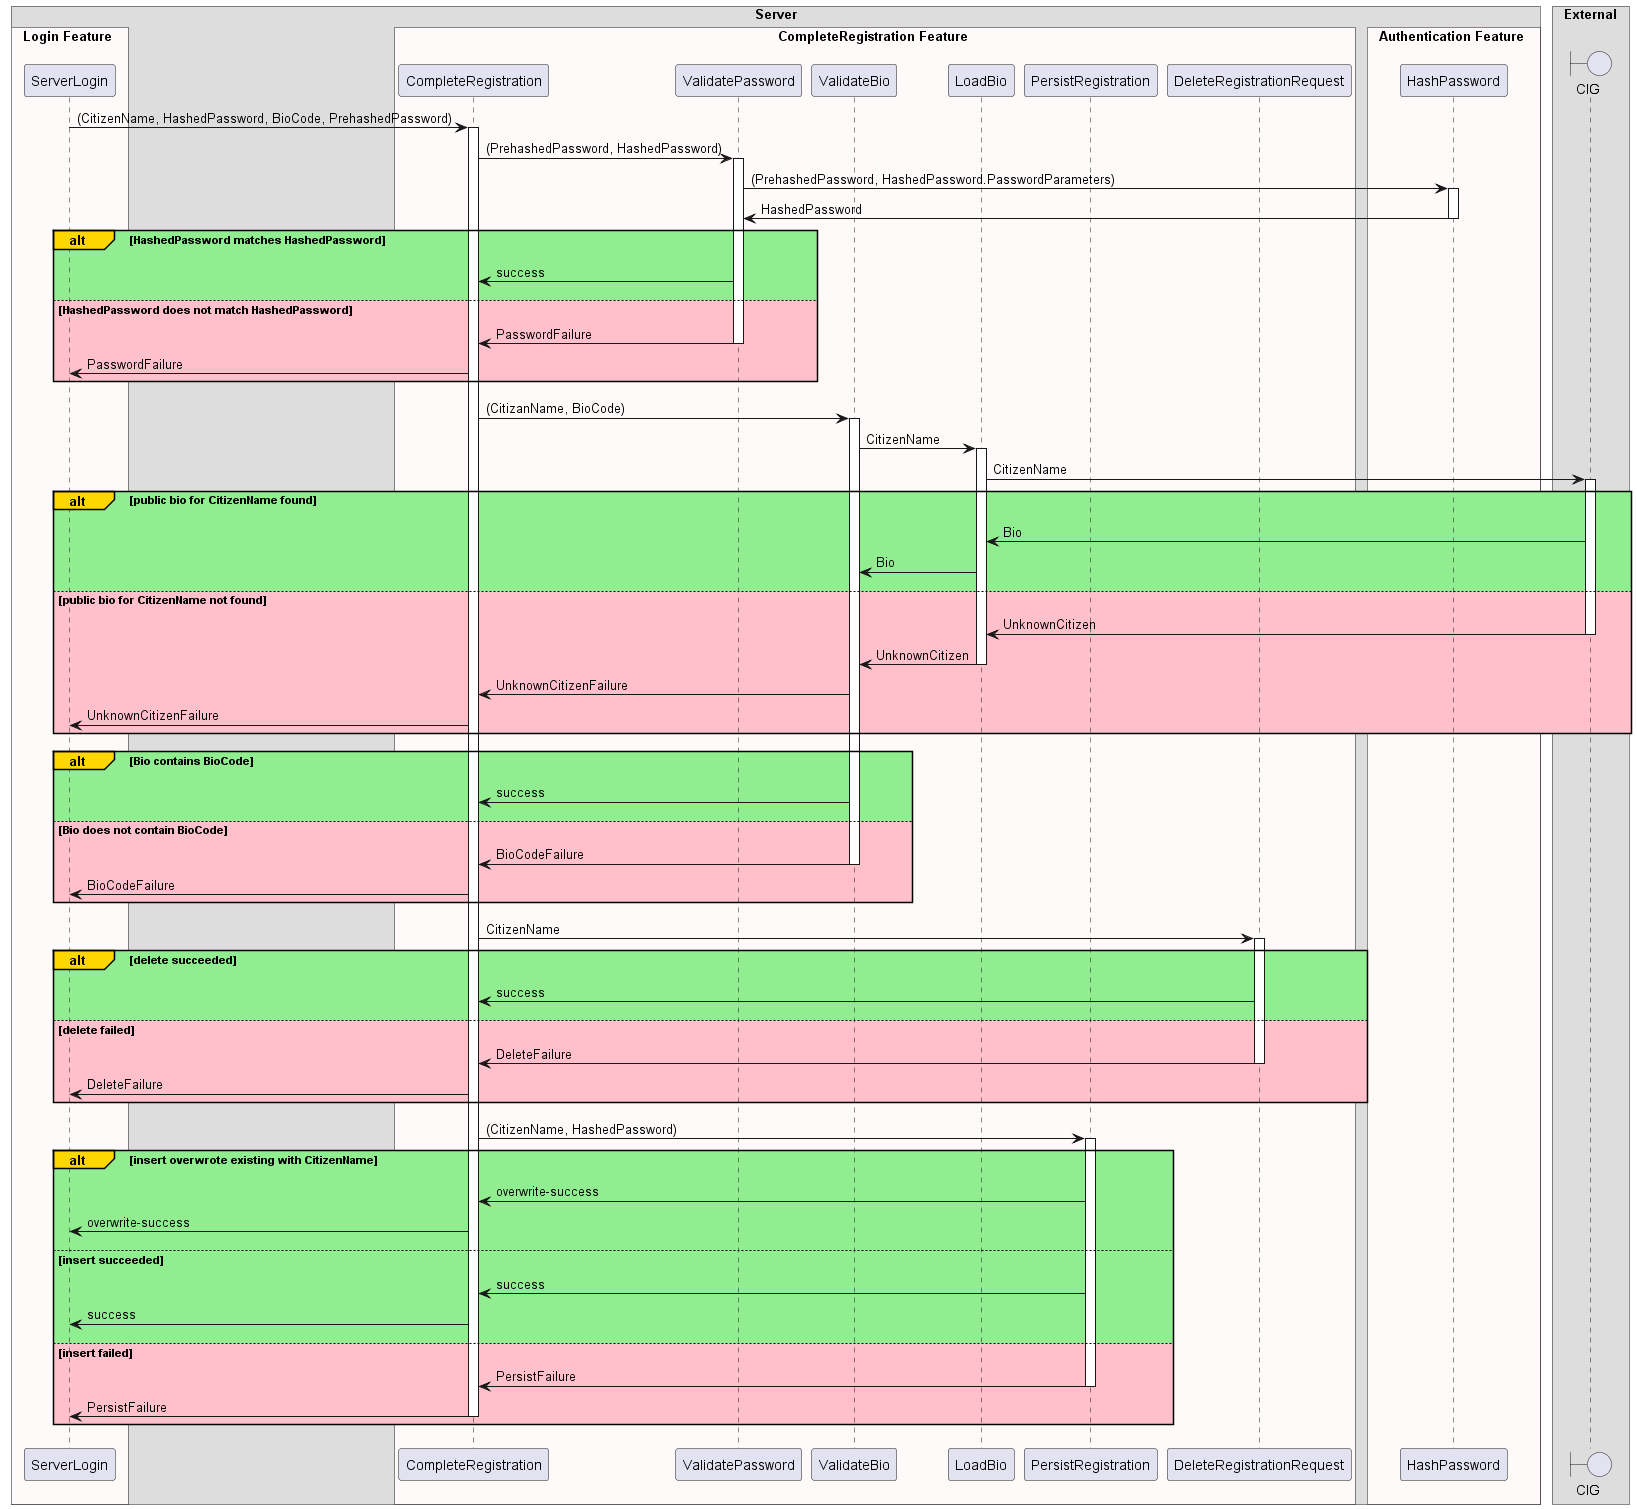 Server
External
Login Feature
CompleteRegistration Feature
Authentication Feature
ServerLogin
CompleteRegistration
ValidatePassword
ValidateBio
LoadBio
PersistRegistration
DeleteRegistrationRequest
HashPassword
CIG
(CitizenName, HashedPassword, BioCode, PrehashedPassword)
(PrehashedPassword, HashedPassword)
(PrehashedPassword, HashedPassword.PasswordParameters)
HashedPassword
alt [HashedPassword matches HashedPassword]
success
[HashedPassword does not match HashedPassword]
PasswordFailure
PasswordFailure
(CitizanName, BioCode)
CitizenName
CitizenName
alt [public bio for CitizenName found]
Bio
Bio
[public bio for CitizenName not found]
UnknownCitizen
UnknownCitizen
UnknownCitizenFailure
UnknownCitizenFailure
alt [Bio contains BioCode]
success
[Bio does not contain BioCode]
BioCodeFailure
BioCodeFailure
CitizenName
alt [delete succeeded]
success
[delete failed]
DeleteFailure
DeleteFailure
(CitizenName, HashedPassword)
alt [insert overwrote existing with CitizenName]
overwrite-success
overwrite-success
[insert succeeded]
success
success
[insert failed]
PersistFailure
PersistFailure
ServerLogin
CompleteRegistration
ValidatePassword
ValidateBio
LoadBio
PersistRegistration
DeleteRegistrationRequest
HashPassword
CIG